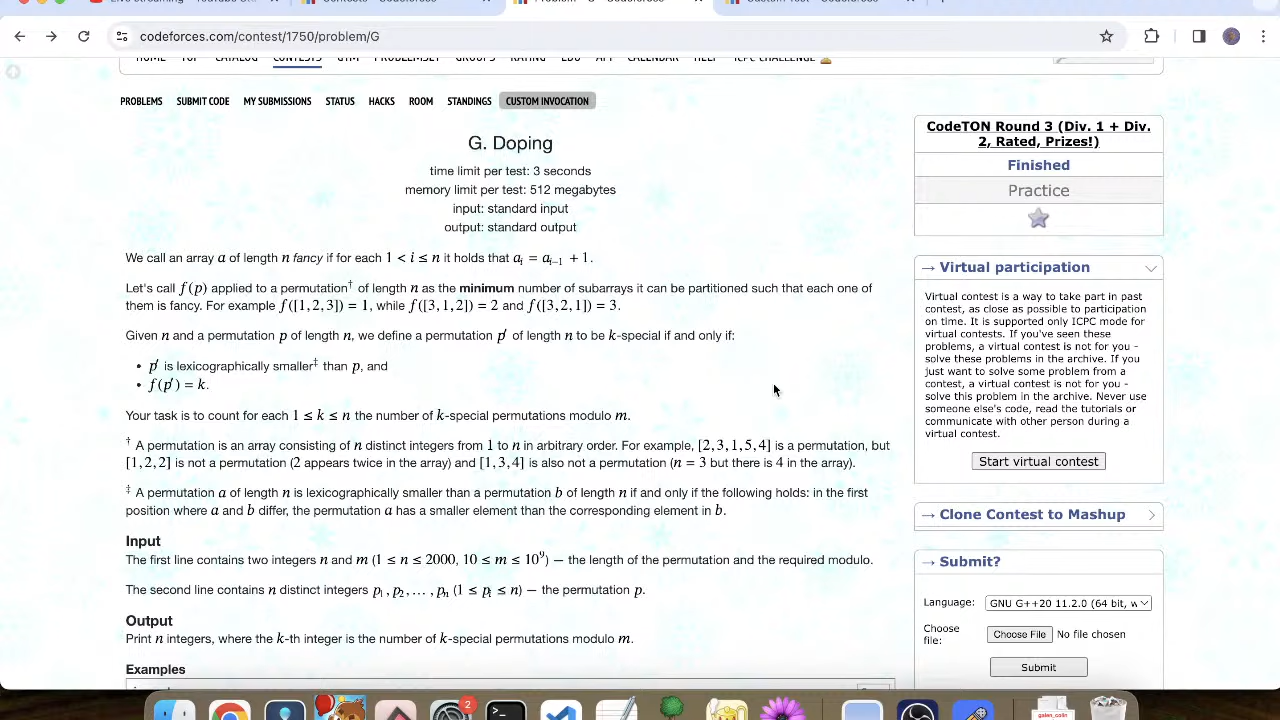 codeforces.com/contest/1750/problem/G
PROBLEMS SUBMIT CODE MY SUBMISSIONS STATUS HACKS ROOM STANDINGS CUSTOM INVOCATION
G. Doping
time limit per test: 3 seconds
memory limit per test: 512 megabytes
input: standard input
output: standard output
We call an array a of length n fancy if for each 1 < i ≤ n it holds that a_i = a_{i−1} + 1.
Let's call f(p) applied to a permutation† of length n as the minimum number of subarrays it can be partitioned such that each one of
them is fancy. For example f([1, 2, 3]) = 1, while f([3, 1, 2]) = 2 and f([3, 2, 1]) = 3.
Given n and a permutation p of length n, we define a permutation p′ of length n to be k-special if and only if:
• p′ is lexicographically smaller‡ than p, and
• f(p′) = k.
Your task is to count for each 1 ≤ k ≤ n the number of k-special permutations modulo m.
† A permutation is an array consisting of n distinct integers from 1 to n in arbitrary order. For example, [2, 3, 1, 5, 4] is a permutation, but
[1, 2, 2] is not a permutation (2 appears twice in the array) and [1, 3, 4] is also not a permutation (n = 3 but there is 4 in the array).
‡ A permutation a of length n is lexicographically smaller than a permutation b of length n if and only if the following holds: in the first
position where a and b differ, the permutation a has a smaller element than the corresponding element in b.
Input
The first line contains two integers n and m (1 ≤ n ≤ 2000, 10 ≤ m ≤ 10^9) — the length of the permutation and the required modulo.
The second line contains n distinct integers p_1, p_2, … , p_n (1 ≤ p_i ≤ n) — the permutation p.
Output
Print n integers, where the k-th integer is the number of k-special permutations modulo m.
Examples
CodeTON Round 3 (Div. 1 + Div.
2, Rated, Prizes!)
Finished
Practice
→ Virtual participation
Virtual contest is a way to take part in past
contest, as close as possible to participation
on time. It is supported only ICPC mode for
virtual contests. If you've seen these
problems, a virtual contest is not for you -
solve these problems in the archive. If you
just want to solve some problem from a
contest, a virtual contest is not for you -
solve this problem in the archive. Never use
someone else's code, read the tutorials or
communicate with other person during a
virtual contest.
Start virtual contest
→ Clone Contest to Mashup
→ Submit?
Language: GNU G++20 11.2.0 (64 bit, w
Choose
file: Choose File No file chosen
Submit
2